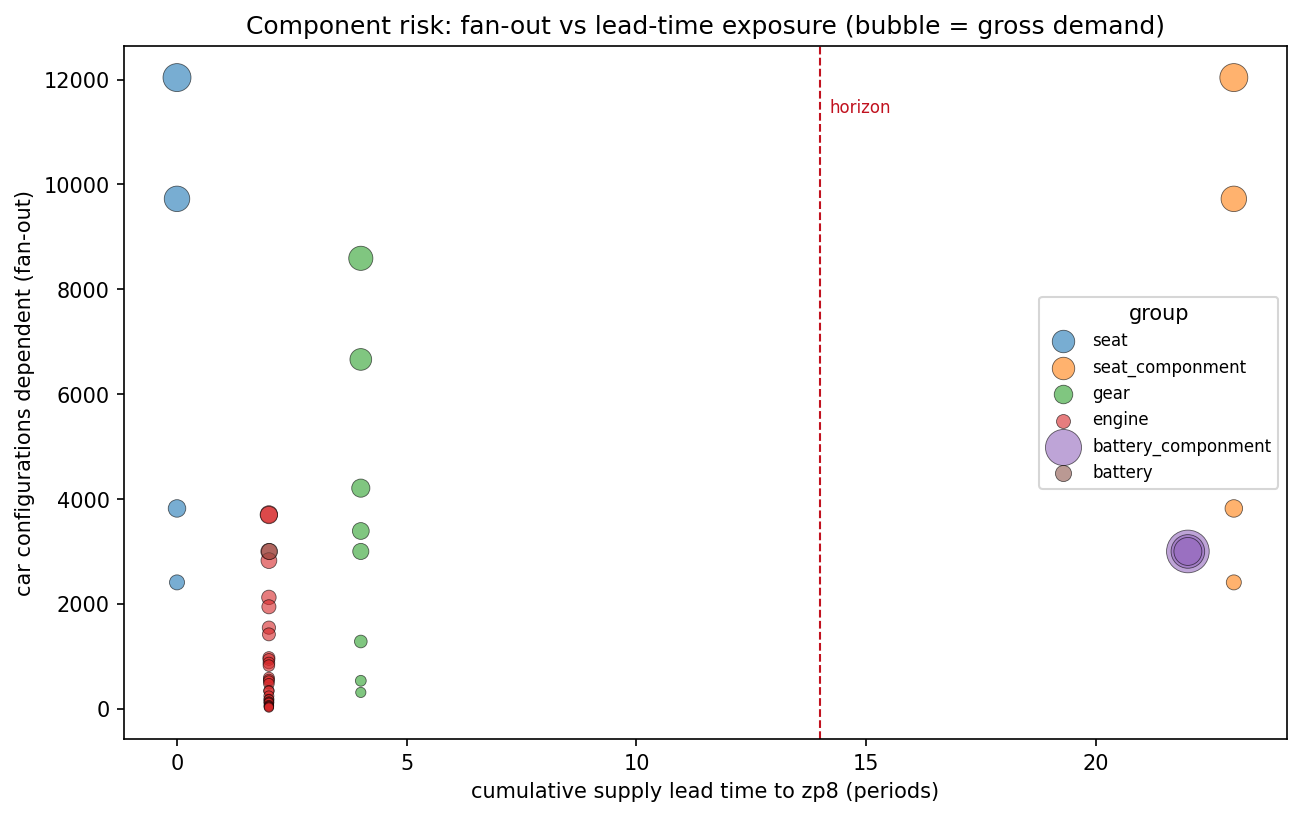 Component risk: fan-out vs lead-time exposure (bubble = gross demand)
12000
10000
8000
6000
4000
2000
0
car configurations dependent (fan-out)
horizon
group
seat
seat_componment
gear
engine
battery_componment
battery
0
5
10
15
20
cumulative supply lead time to zp8 (periods)